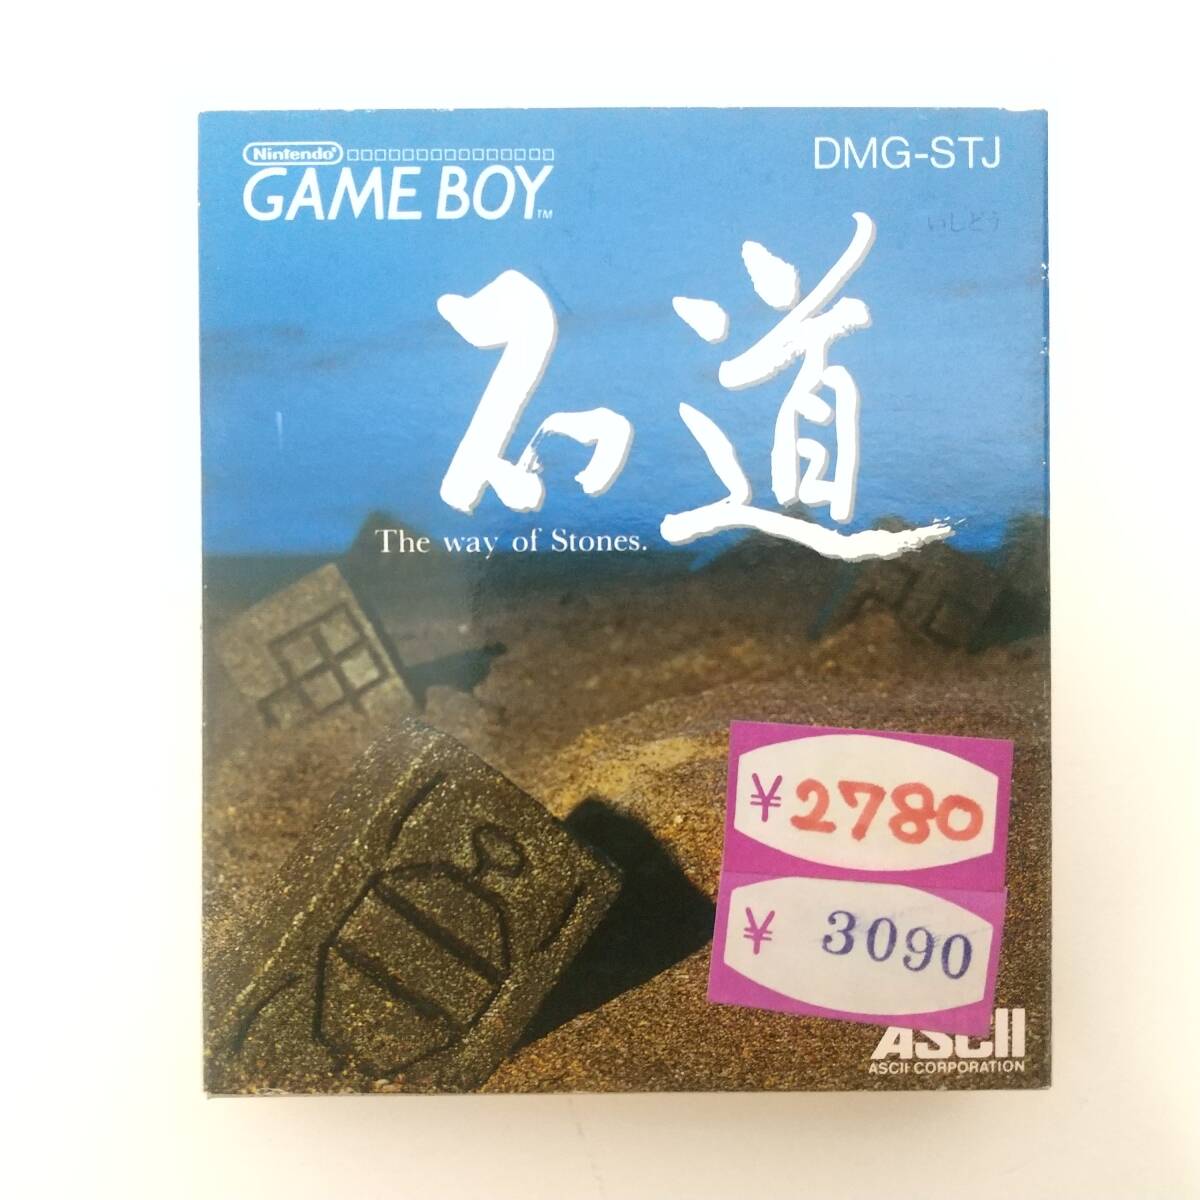 Nintendo
GAME BOY™
DMG-STJ
いしどう
石道
The way of Stones.
¥2780
¥ 3090
ASCII
ASCII CORPORATION